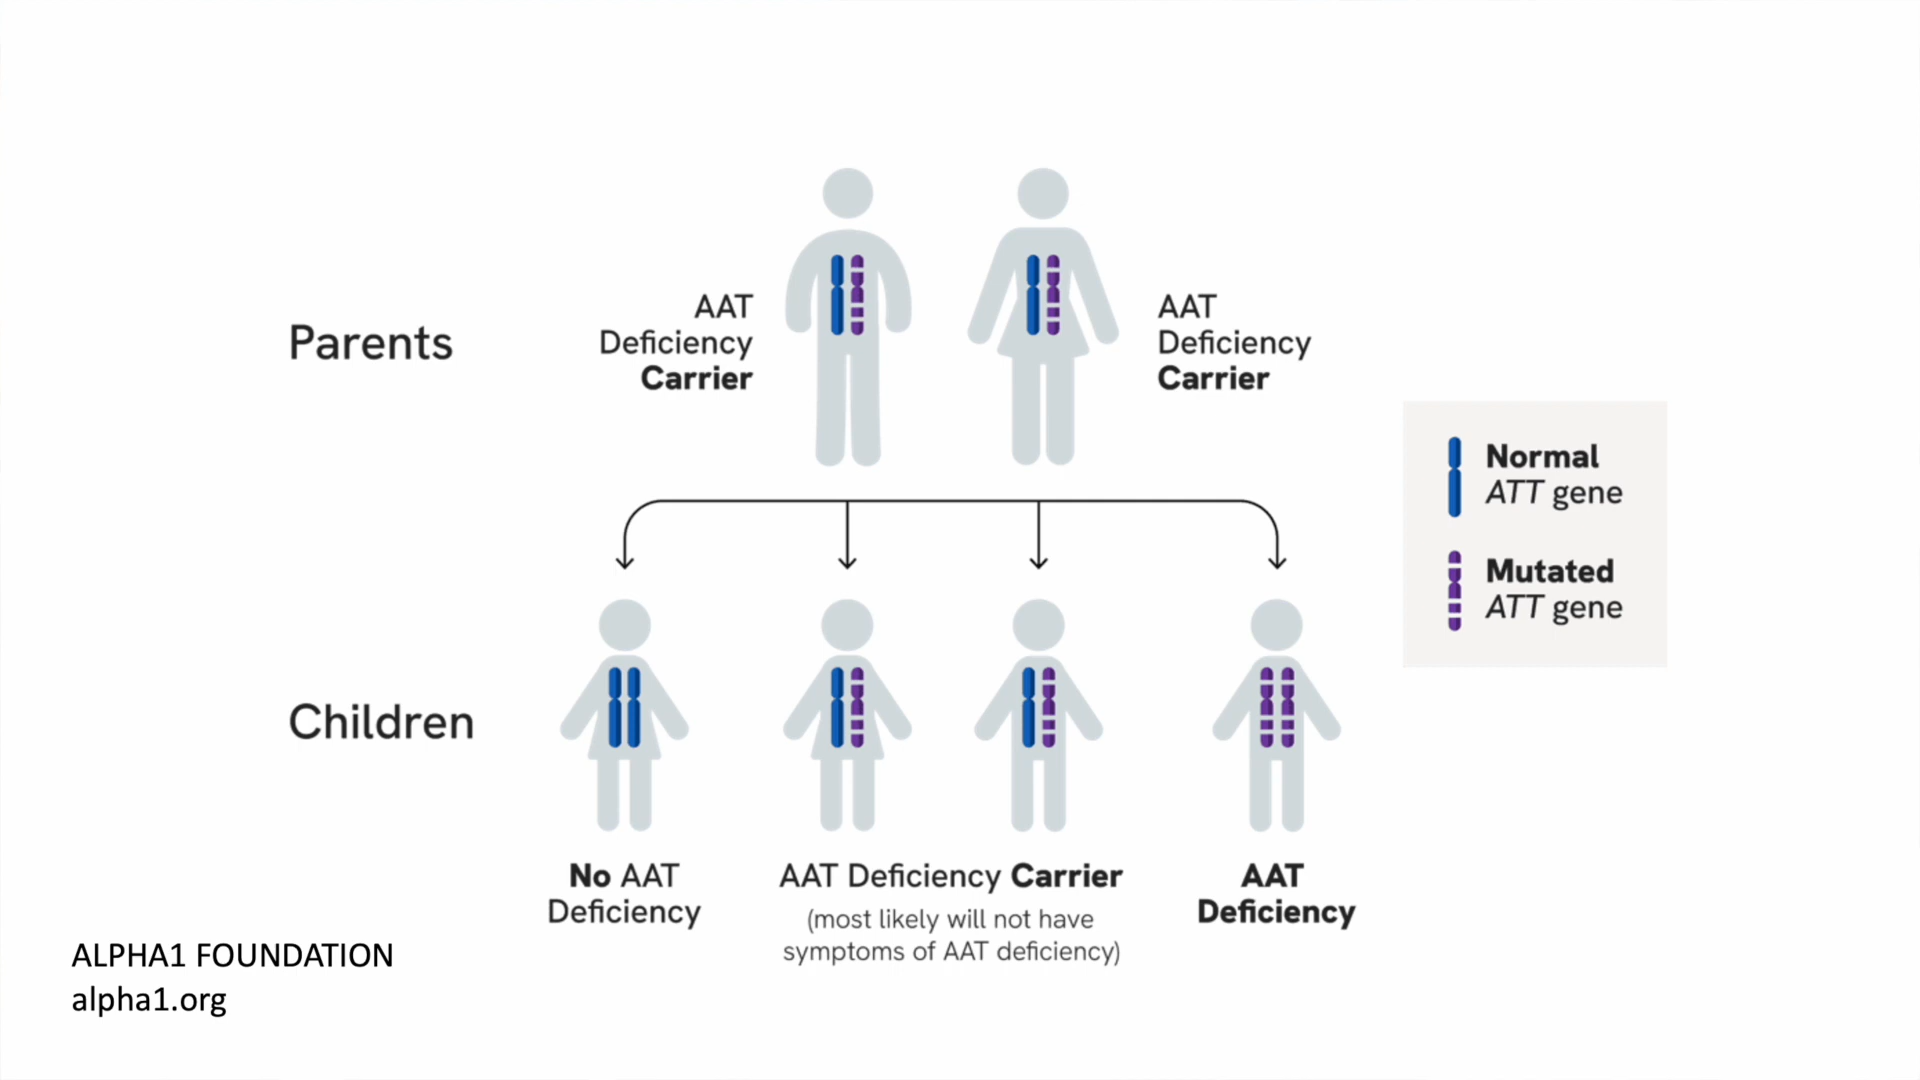 Parents
AAT
Deficiency
Carrier
AAT
Deficiency
Carrier
Normal
ATT gene
Mutated
ATT gene
Children
No AAT
Deficiency
AAT Deficiency Carrier
(most likely will not have
symptoms of AAT deficiency)
AAT
Deficiency
ALPHA1 FOUNDATION
alpha1.org